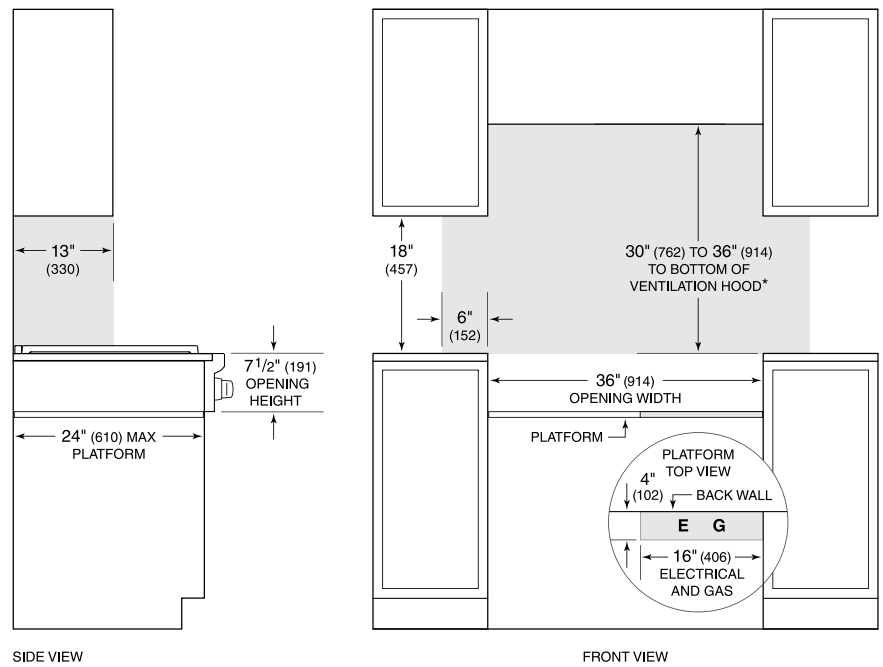 13"
(330)
7 1/2" (191)
OPENING
HEIGHT
24" (610) MAX
PLATFORM
SIDE VIEW
18"
(457)
30" (762) TO 36" (914)
TO BOTTOM OF
VENTILATION HOOD*
6"
(152)
36" (914)
OPENING WIDTH
PLATFORM
PLATFORM
TOP VIEW
4"
(102)
BACK WALL
E G
16" (406)
ELECTRICAL
AND GAS
FRONT VIEW